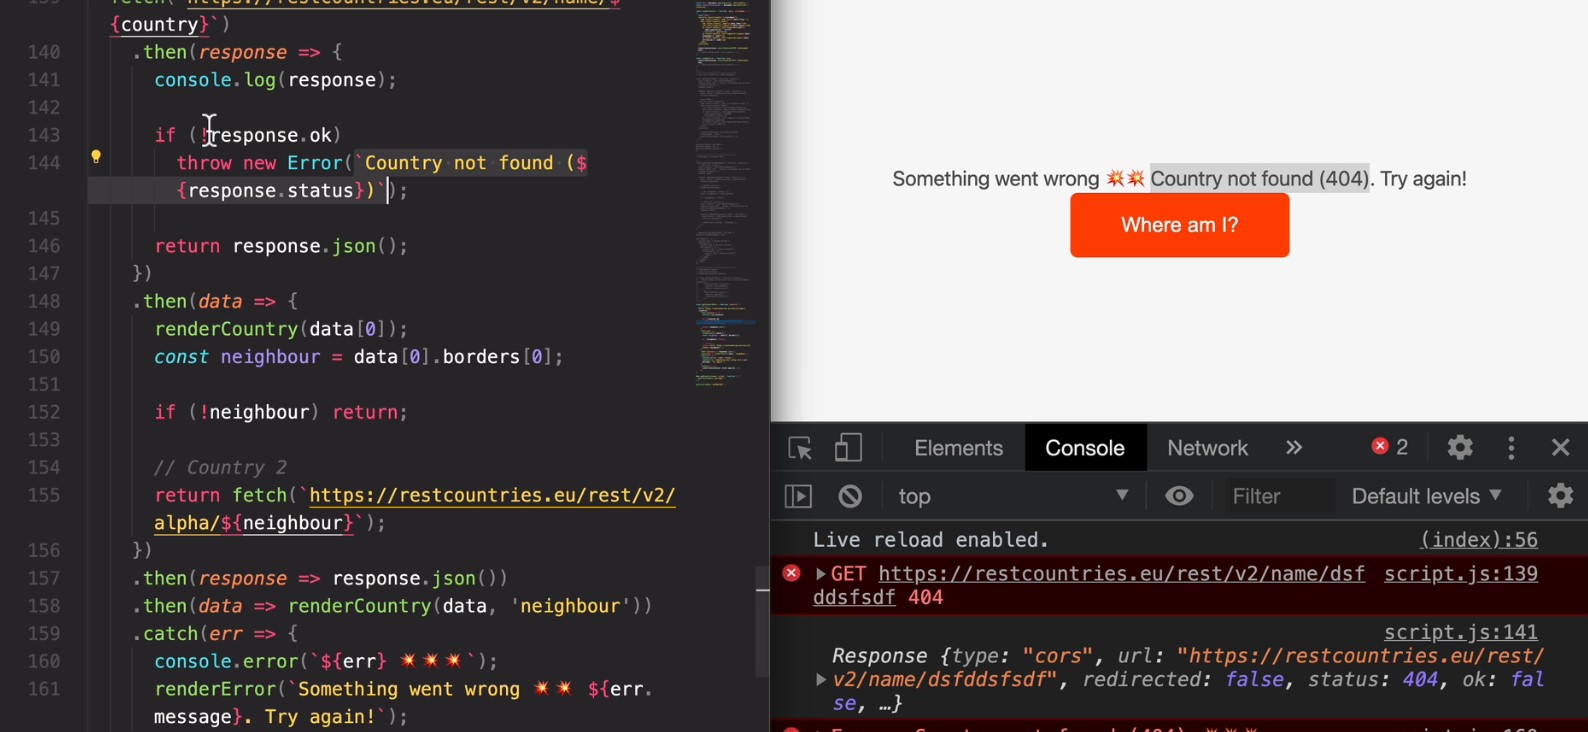 fetch(`https://restcountries.eu/rest/v2/name/$
{country}`)
140 .then(response => {
141 console.log(response);
142
143 if (!response.ok)
144 throw new Error(`Country not found ($
{response.status})`);
145
146 return response.json();
147 })
148 .then(data => {
149 renderCountry(data[0]);
150 const neighbour = data[0].borders[0];
151
152 if (!neighbour) return;
153
154 // Country 2
155 return fetch(`https://restcountries.eu/rest/v2/
alpha/${neighbour}`);
156 })
157 .then(response => response.json())
158 .then(data => renderCountry(data, 'neighbour'))
159 .catch(err => {
160 console.error(`${err} 💥💥💥`);
161 renderError(`Something went wrong 💥💥 ${err.
message}. Try again!`);
Something went wrong 💥💥 Country not found (404). Try again!
Where am I?
Elements Console Network » 2
top Filter Default levels ▼
Live reload enabled. (index):56
GET https://restcountries.eu/rest/v2/name/dsf script.js:139
ddsfsdf 404
script.js:141
Response {type: "cors", url: "https://restcountries.eu/rest/
v2/name/dsfddsfsdf", redirected: false, status: 404, ok: fal
se, …}